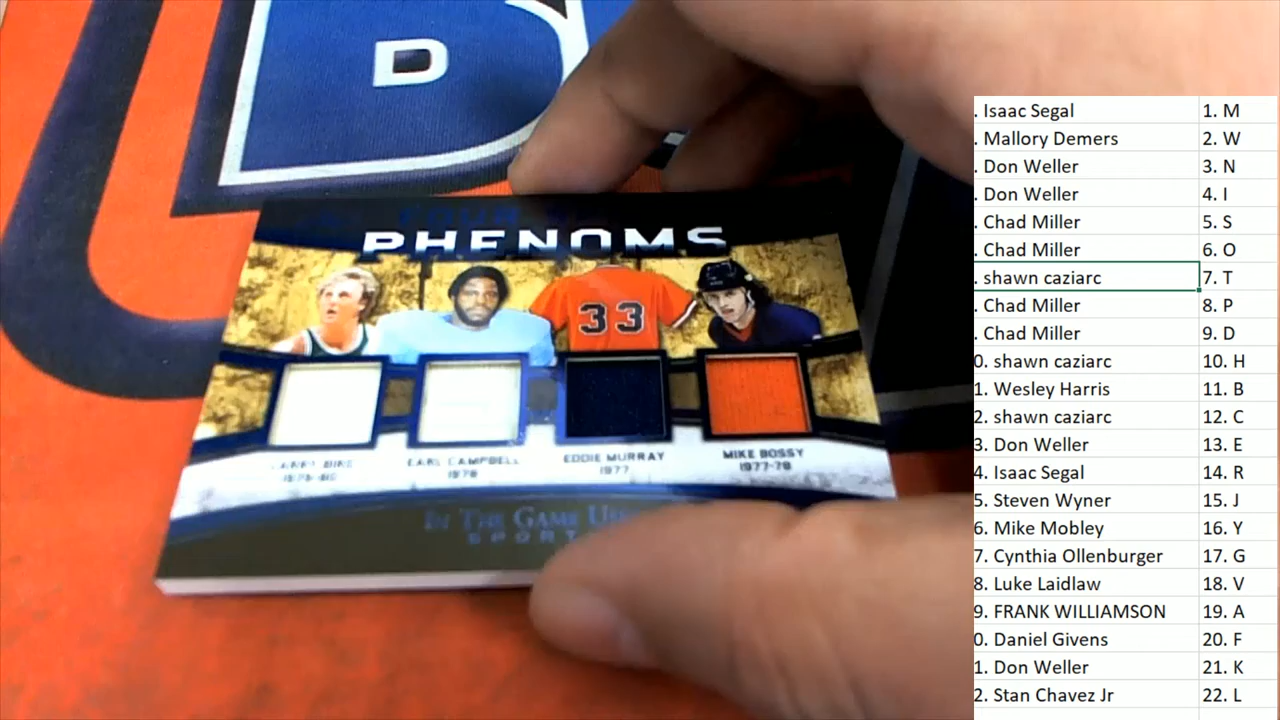 D
PHENOMS
33
EARL CAMPBELL
1978
EDDIE MURRAY
1977
MIKE BOSSY
1977-78
IN THE GAME
. Isaac Segal 1. M
. Mallory Demers 2. W
. Don Weller 3. N
. Don Weller 4. I
. Chad Miller 5. S
. Chad Miller 6. O
. shawn caziarc 7. T
. Chad Miller 8. P
. Chad Miller 9. D
0. shawn caziarc 10. H
1. Wesley Harris 11. B
2. shawn caziarc 12. C
3. Don Weller 13. E
4. Isaac Segal 14. R
5. Steven Wyner 15. J
6. Mike Mobley 16. Y
7. Cynthia Ollenburger 17. G
8. Luke Laidlaw 18. V
9. FRANK WILLIAMSON 19. A
0. Daniel Givens 20. F
1. Don Weller 21. K
2. Stan Chavez Jr 22. L